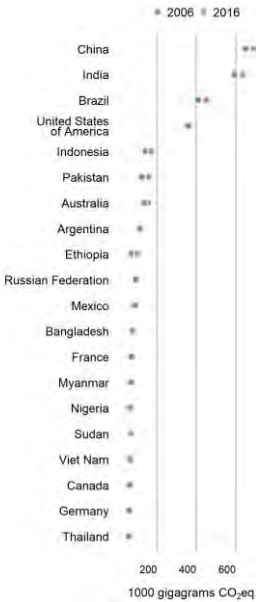 2006 2016
China
India
Brazil
United States
of America
Indonesia
Pakistan
Australia
Argentina
Ethiopia
Russian Federation
Mexico
Bangladesh
France
Myanmar
Nigeria
Sudan
Viet Nam
Canada
Germany
Thailand
200 400 600
1000 gigagrams CO₂eq